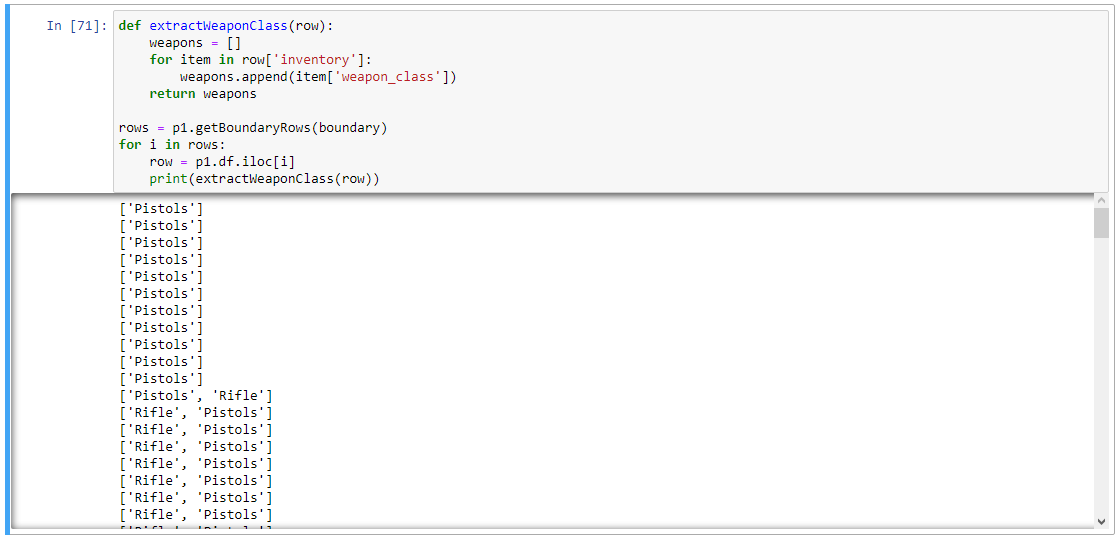 In [71]: def extractWeaponClass(row):
    weapons = []
    for item in row['inventory']:
        weapons.append(item['weapon_class'])
    return weapons

rows = p1.getBoundaryRows(boundary)
for i in rows:
    row = p1.df.iloc[i]
    print(extractWeaponClass(row))
['Pistols']
['Pistols']
['Pistols']
['Pistols']
['Pistols']
['Pistols']
['Pistols']
['Pistols']
['Pistols']
['Pistols']
['Pistols']
['Pistols', 'Rifle']
['Rifle', 'Pistols']
['Rifle', 'Pistols']
['Rifle', 'Pistols']
['Rifle', 'Pistols']
['Rifle', 'Pistols']
['Rifle', 'Pistols']
['Rifle', 'Pistols']